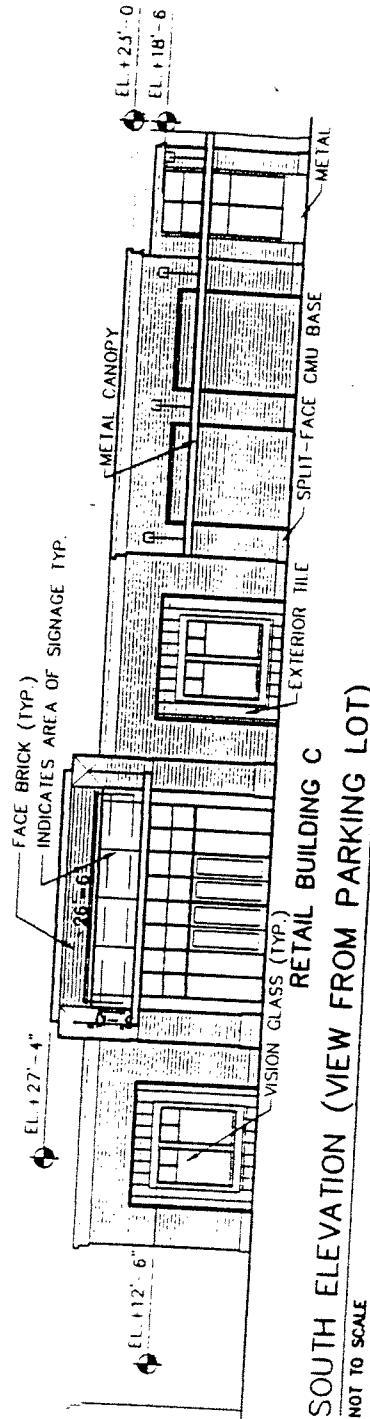 EL. +27'-4"
EL. +12'-6"
FACE BRICK (TYP.)
INDICATES AREA OF SIGNAGE TYP.
26'-6"
METAL CANOPY
EL. +23'-0
EL. +18'-6
VISION GLASS (TYP.)
EXTERIOR TILE
SPLIT-FACE CMU BASE
METAL
RETAIL BUILDING C
SOUTH ELEVATION (VIEW FROM PARKING LOT)
NOT TO SCALE